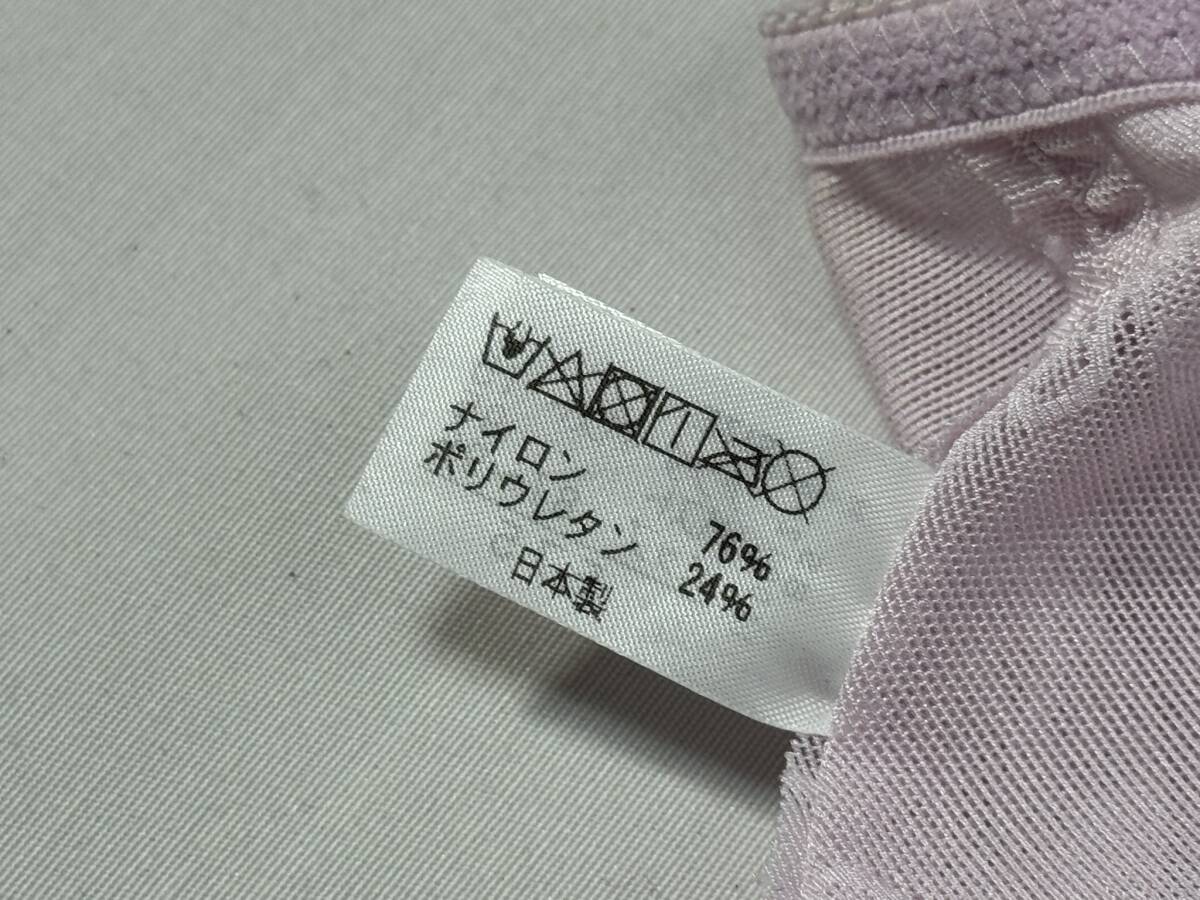 ナイロン 76%
ポリウレタン 24%
日本製